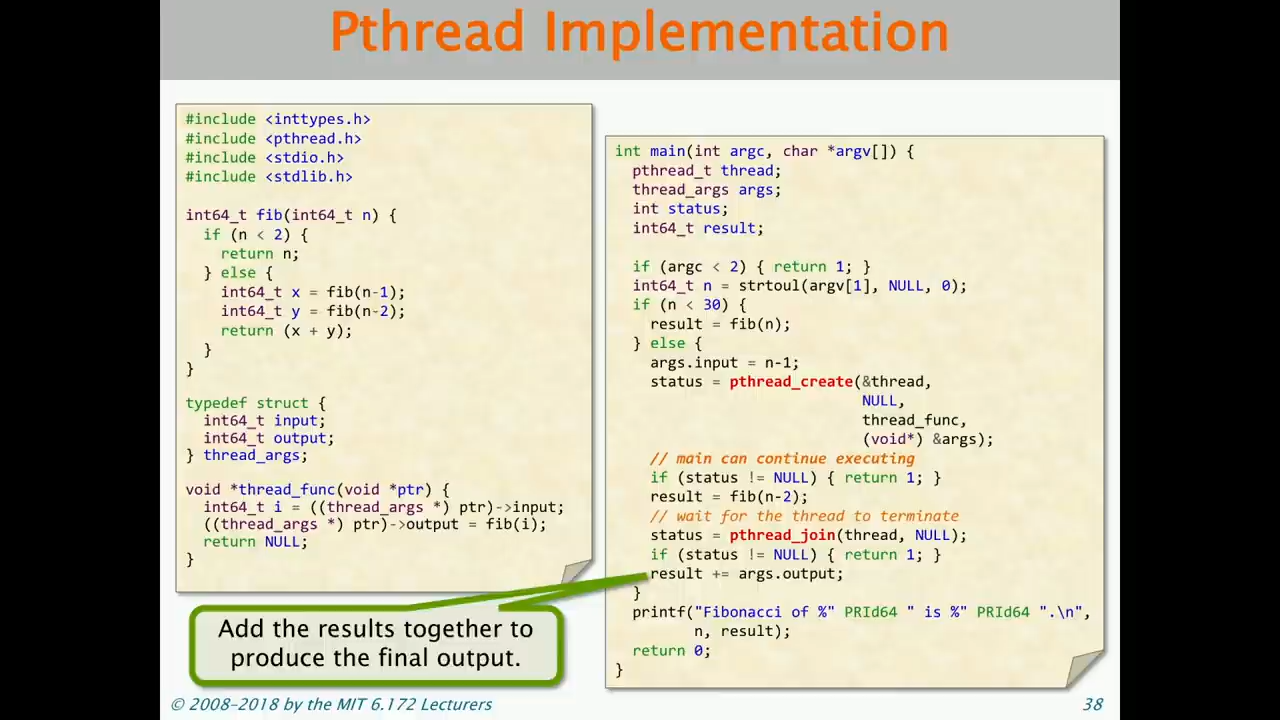 Pthread Implementation
#include <inttypes.h>
#include <pthread.h>
#include <stdio.h>
#include <stdlib.h>
int64_t fib(int64_t n) {
  if (n < 2) {
    return n;
  } else {
    int64_t x = fib(n-1);
    int64_t y = fib(n-2);
    return (x + y);
  }
}
typedef struct {
  int64_t input;
  int64_t output;
} thread_args;
void *thread_func(void *ptr) {
  int64_t i = ((thread_args *) ptr)->input;
  ((thread_args *) ptr)->output = fib(i);
  return NULL;
}
int main(int argc, char *argv[]) {
  pthread_t thread;
  thread_args args;
  int status;
  int64_t result;
  if (argc < 2) { return 1; }
  int64_t n = strtoul(argv[1], NULL, 0);
  if (n < 30) {
    result = fib(n);
  } else {
    args.input = n-1;
    status = pthread_create(&thread,
                            NULL,
                            thread_func,
                            (void*) &args);
    // main can continue executing
    if (status != NULL) { return 1; }
    result = fib(n-2);
    // wait for the thread to terminate
    status = pthread_join(thread, NULL);
    if (status != NULL) { return 1; }
    result += args.output;
  }
  printf("Fibonacci of %" PRId64 " is %" PRId64 ".\n",
         n, result);
  return 0;
}
Add the results together to
produce the final output.
© 2008–2018 by the MIT 6.172 Lecturers
38